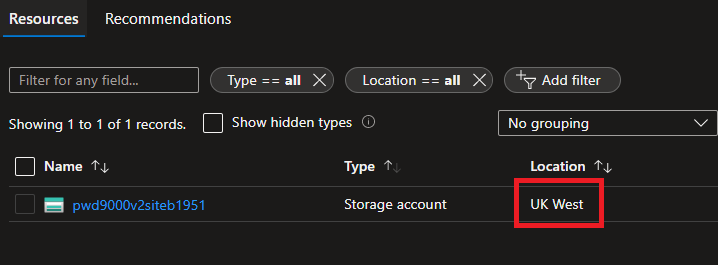 Resources Recommendations
Filter for any field... Type == all Location == all Add filter
Showing 1 to 1 of 1 records. Show hidden types No grouping
Name Type Location
pwd9000v2siteb1951 Storage account UK West